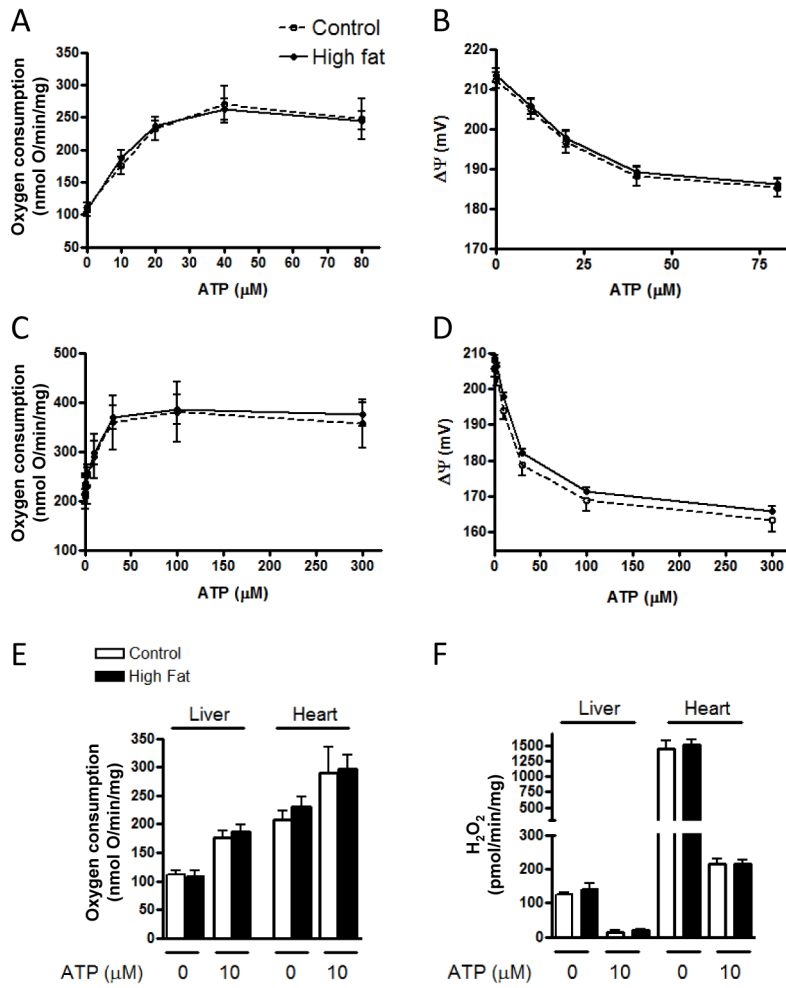 A
Control
High fat
Oxygen consumption
(nmol O/min/mg)
350
300
250
200
150
100
50
0 10 20 30 40 50 60 70 80
ATP (μM)
B
ΔΨ (mV)
220
210
200
190
180
170
0 25 50 75
ATP (μM)
C
Oxygen consumption
(nmol O/min/mg)
500
400
300
200
100
0 50 100 150 200 250 300
ATP (μM)
D
ΔΨ (mV)
210
200
190
180
170
160
0 50 100 150 200 250 300
ATP (μM)
E
Control
High Fat
Liver Heart
Oxygen consumption
(nmol O/min/mg)
350
300
250
200
150
100
50
0
ATP (μM) 0 10 0 10
F
Liver Heart
H₂O₂
(pmol/min/mg)
1500
1250
1000
750
500
300
200
100
0
ATP (μM) 0 10 0 10